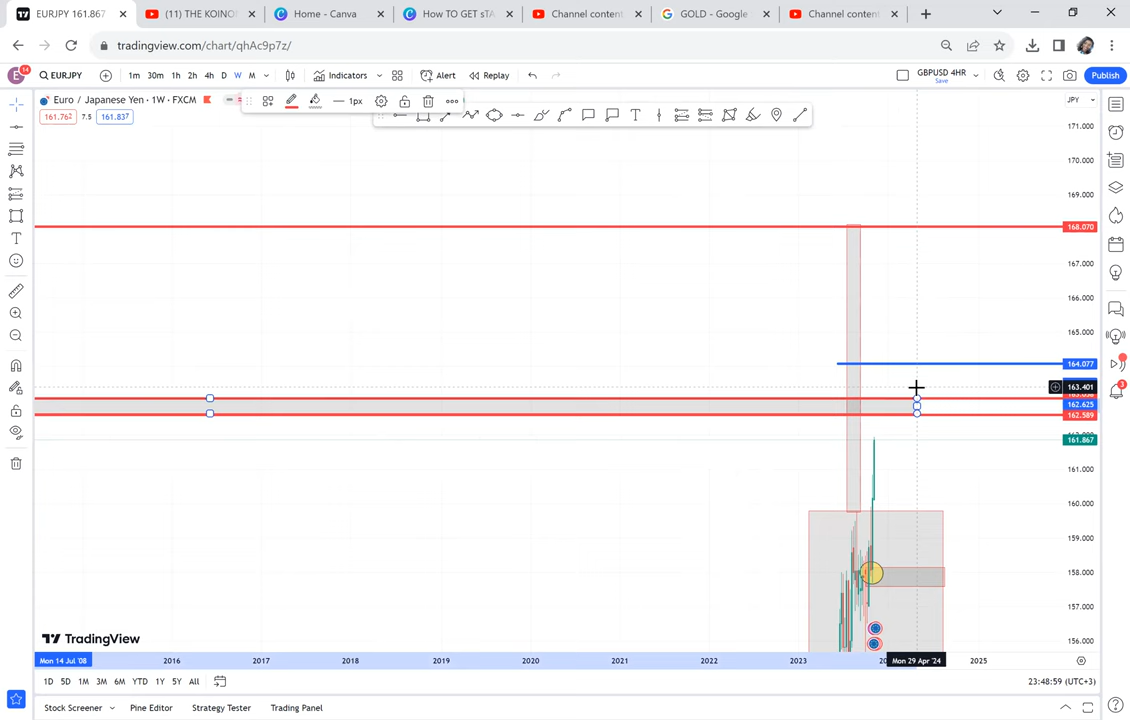 EURJPY 161.867
(11) THE KOINO
Home - Canva
How TO GET sTA
Channel content
GOLD - Google
Channel content
tradingview.com/chart/qhAc9p7z/
E
14
EURJPY
1m 30m 1h 2h 4h D W M
Indicators
Alert
Replay
GBPUSD 4HR
Save
Publish
Euro / Japanese Yen · 1W · FXCM
1px
JPY
161.762 7.5 161.837
171.000
170.000
169.000
168.070
167.000
166.000
165.000
164.077
163.401
162.625
162.589
161.867
161.000
160.000
159.000
158.000
157.000
156.000
3
TradingView
Mon 14 Jul '08
2016
2017
2018
2019
2020
2021
2022
2023
Mon 29 Apr '24
2025
1D 5D 1M 3M 6M YTD 1Y 5Y All
23:48:59 (UTC+3)
Stock Screener
Pine Editor
Strategy Tester
Trading Panel